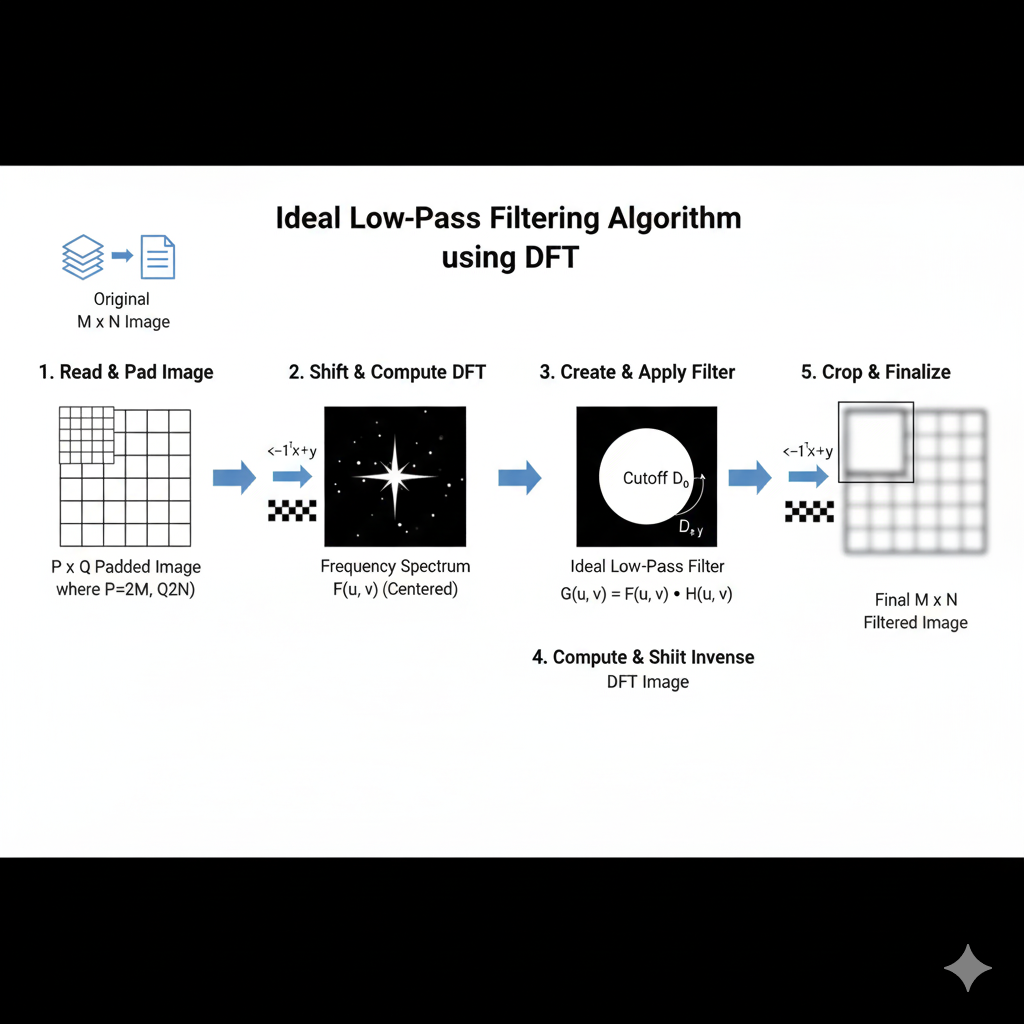 Ideal Low-Pass Filtering Algorithm
using DFT
Original
M x N Image
1. Read & Pad Image
2. Shift & Compute DFT
3. Create & Apply Filter
5. Crop & Finalize
<−1ˀx+y
Cutoff D₀
<−1ˀx+y
P x Q Padded Image
where P=2M, Q2N)
Frequency Spectrum
F(u, v) (Centered)
Ideal Low-Pass Filter
G(u, v) = F(u, v) • H(u, v)
Final M x N
Filtered Image
4. Compute & Shiit Invense
DFT Image